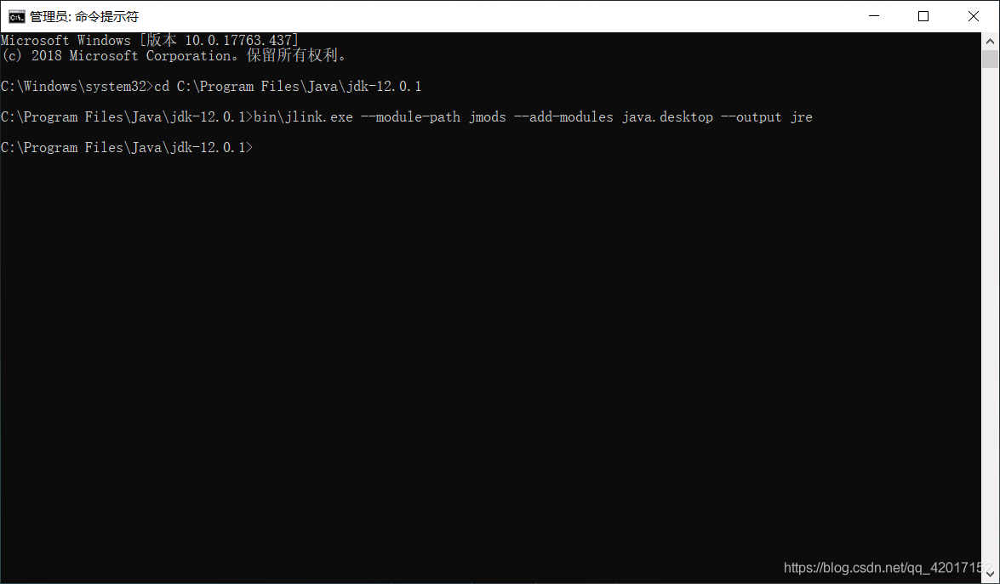 管理员: 命令提示符
Microsoft Windows [版本 10.0.17763.437]
(c) 2018 Microsoft Corporation。保留所有权利。
C:\Windows\system32>cd C:\Program Files\Java\jdk-12.0.1
C:\Program Files\Java\jdk-12.0.1>bin\jlink.exe --module-path jmods --add-modules java.desktop --output jre
C:\Program Files\Java\jdk-12.0.1>
https://blog.csdn.net/qq_42017152